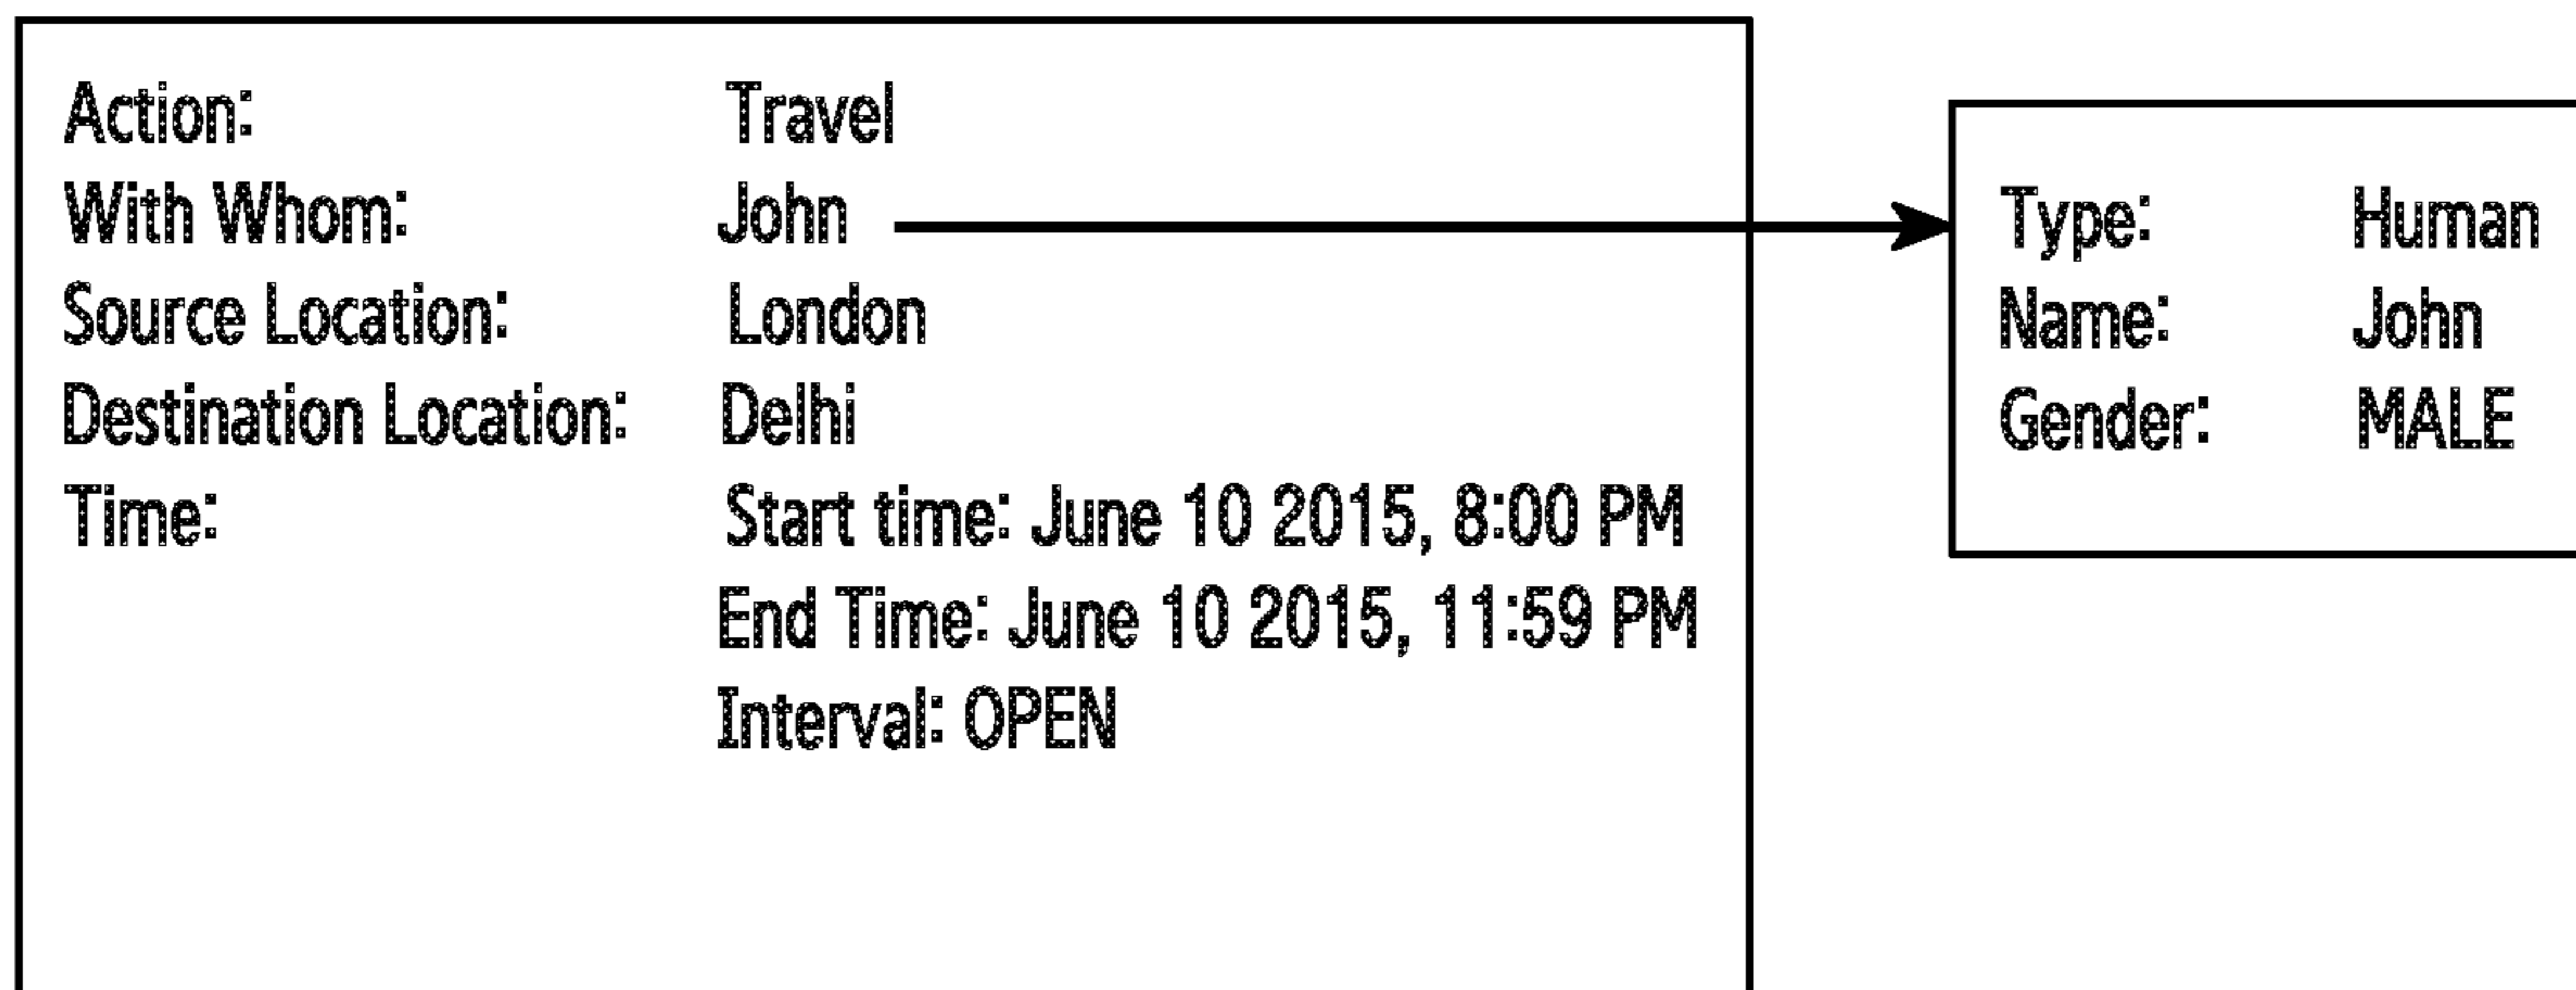 Action: Travel
With Whom: John
Source Location: London
Destination Location: Delhi
Time: Start time: June 10 2015, 8:00 PM
End Time: June 10 2015, 11:59 PM
Interval: OPEN
Type: Human
Name: John
Gender: MALE